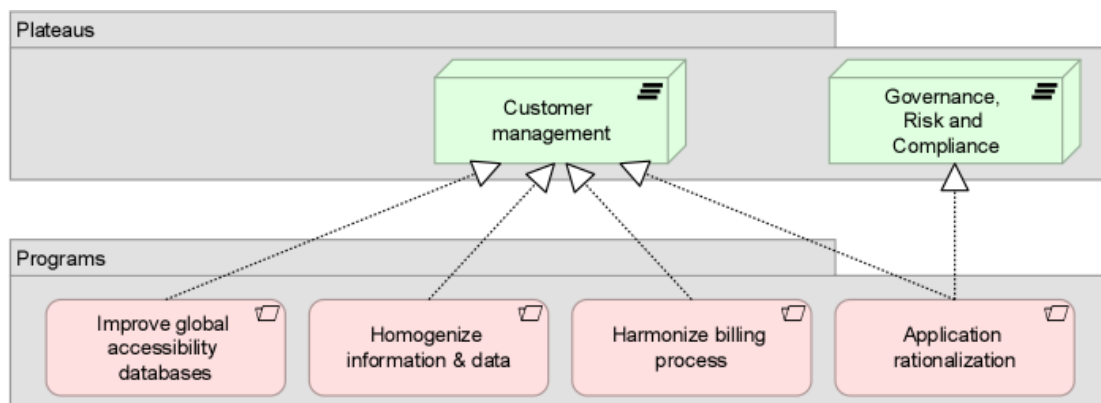 Plateaus
Customer
management
Governance,
Risk and
Compliance
Programs
Improve global
accessibility
databases
Homogenize
information & data
Harmonize billing
process
Application
rationalization